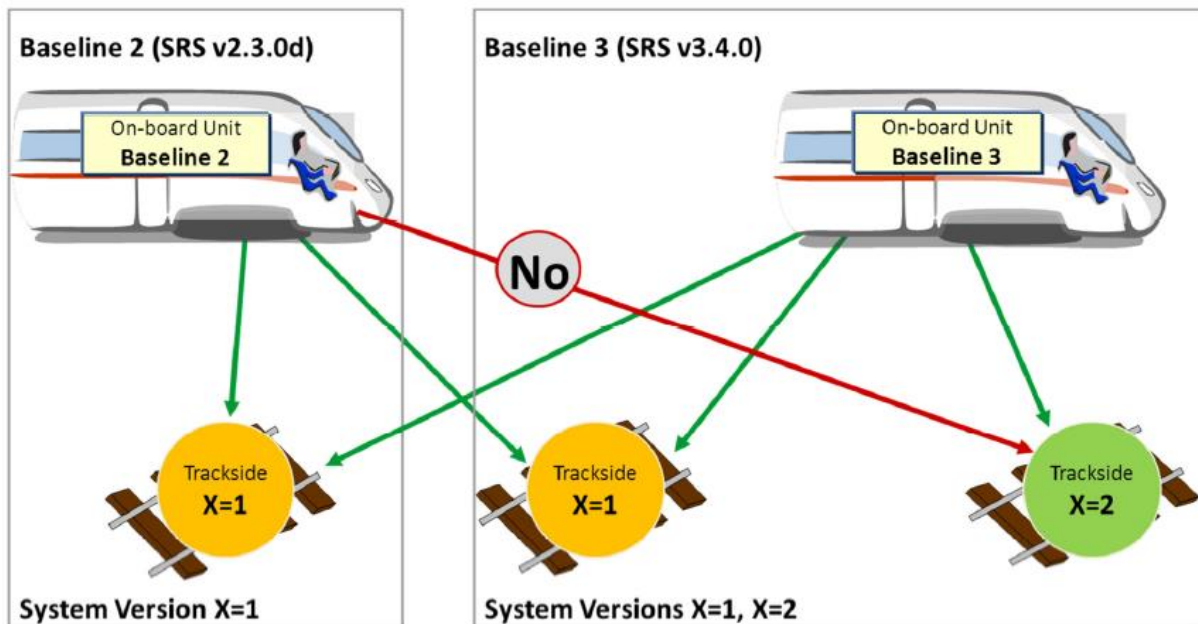 Baseline 2 (SRS v2.3.0d)
On-board Unit
Baseline 2
Baseline 3 (SRS v3.4.0)
On-board Unit
Baseline 3
No
Trackside
X=1
Trackside
X=1
Trackside
X=2
System Version X=1
System Versions X=1, X=2